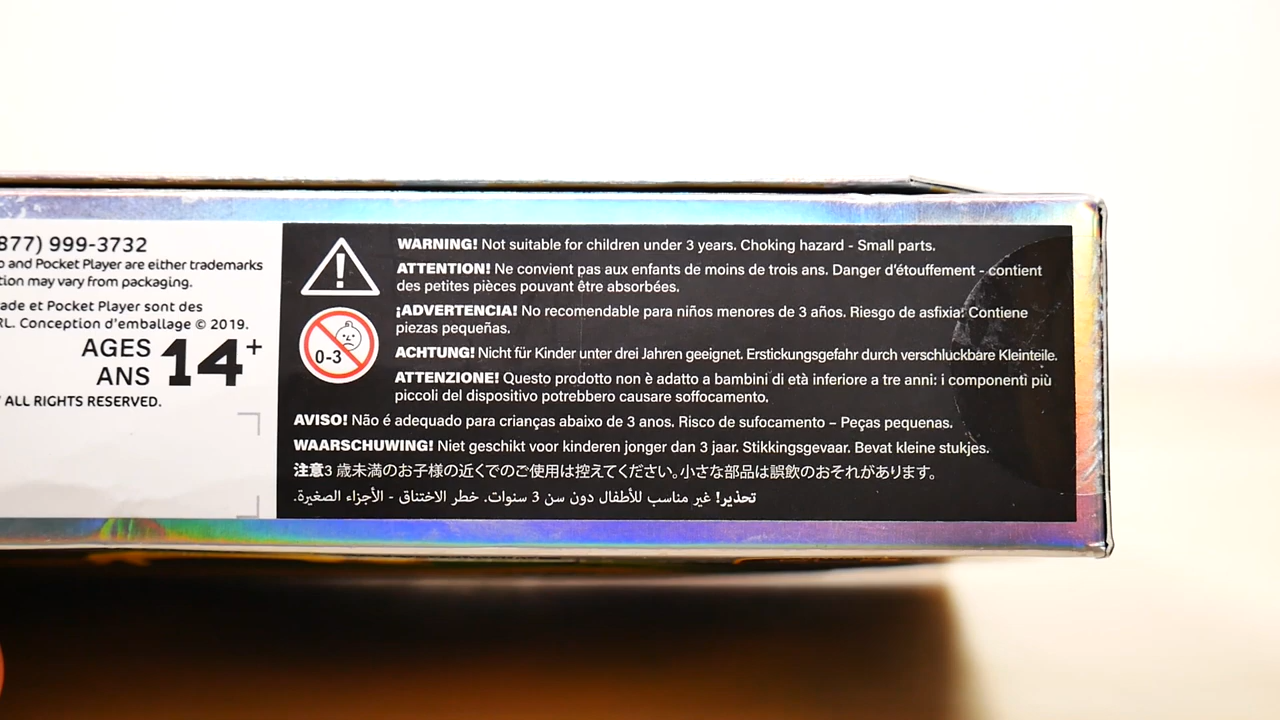 877) 999-3732
and Pocket Player are either trademarks
tion may vary from packaging.
ade et Pocket Player sont des
RL. Conception d'emballage © 2019.
AGES
ANS 14+
ALL RIGHTS RESERVED.
WARNING! Not suitable for children under 3 years. Choking hazard - Small parts.
ATTENTION! Ne convient pas aux enfants de moins de trois ans. Danger d'étouffement - contient
des petites pièces pouvant être absorbées.
¡ADVERTENCIA! No recomendable para niños menores de 3 años. Riesgo de asfixia: Contiene
piezas pequeñas.
0-3
ACHTUNG! Nicht für Kinder unter drei Jahren geeignet. Erstickungsgefahr durch verschluckbare Kleinteile.
ATTENZIONE! Questo prodotto non è adatto a bambini di età inferiore a tre anni: i componenti più
piccoli del dispositivo potrebbero causare soffocamento.
AVISO! Não é adequado para crianças abaixo de 3 anos. Risco de sufocamento – Peças pequenas.
WAARSCHUWING! Niet geschikt voor kinderen jonger dan 3 jaar. Stikkingsgevaar. Bevat kleine stukjes.
注意3 歳未満のお子様の近くでのご使用は控えてください。小さな部品は誤飲のおそれがあります。
تحذير! غير مناسب للأطفال دون سن 3 سنوات. خطر الاختناق - الأجزاء الصغيرة.